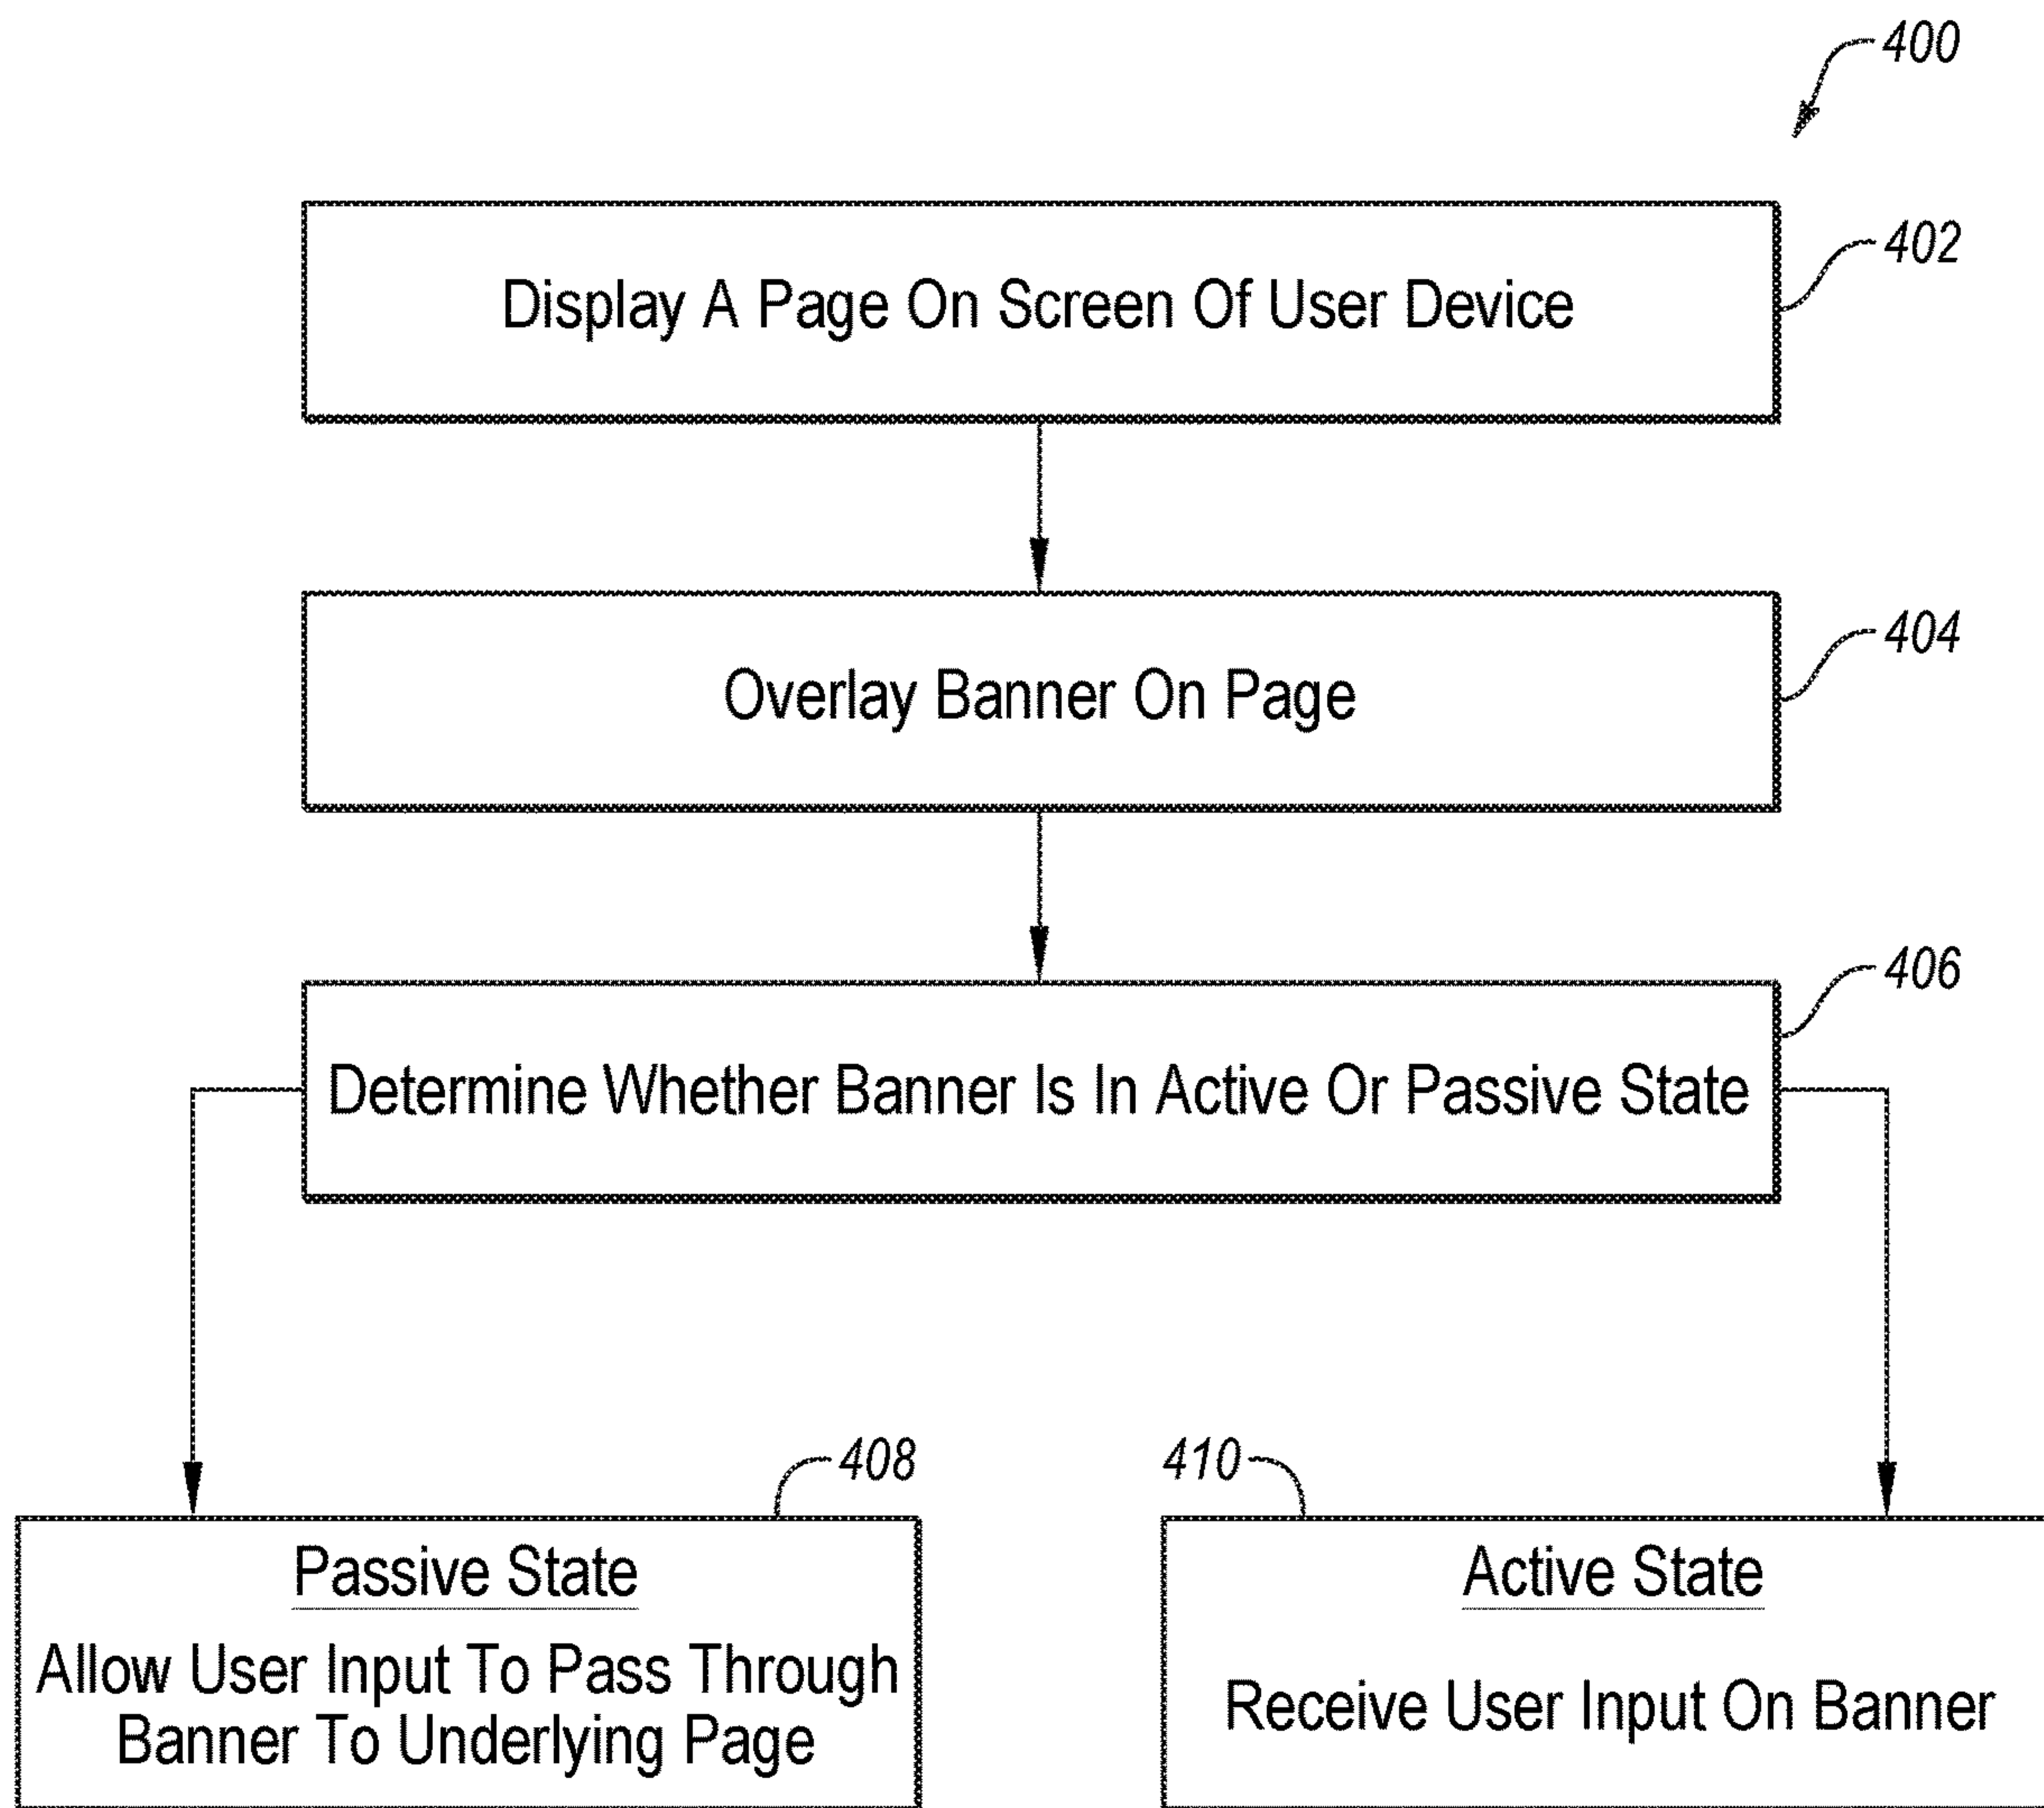 400
Display A Page On Screen Of User Device
402
Overlay Banner On Page
404
406
Determine Whether Banner Is In Active Or Passive State
408
410
Passive State
Allow User Input To Pass Through
Banner To Underlying Page
Active State
Receive User Input On Banner